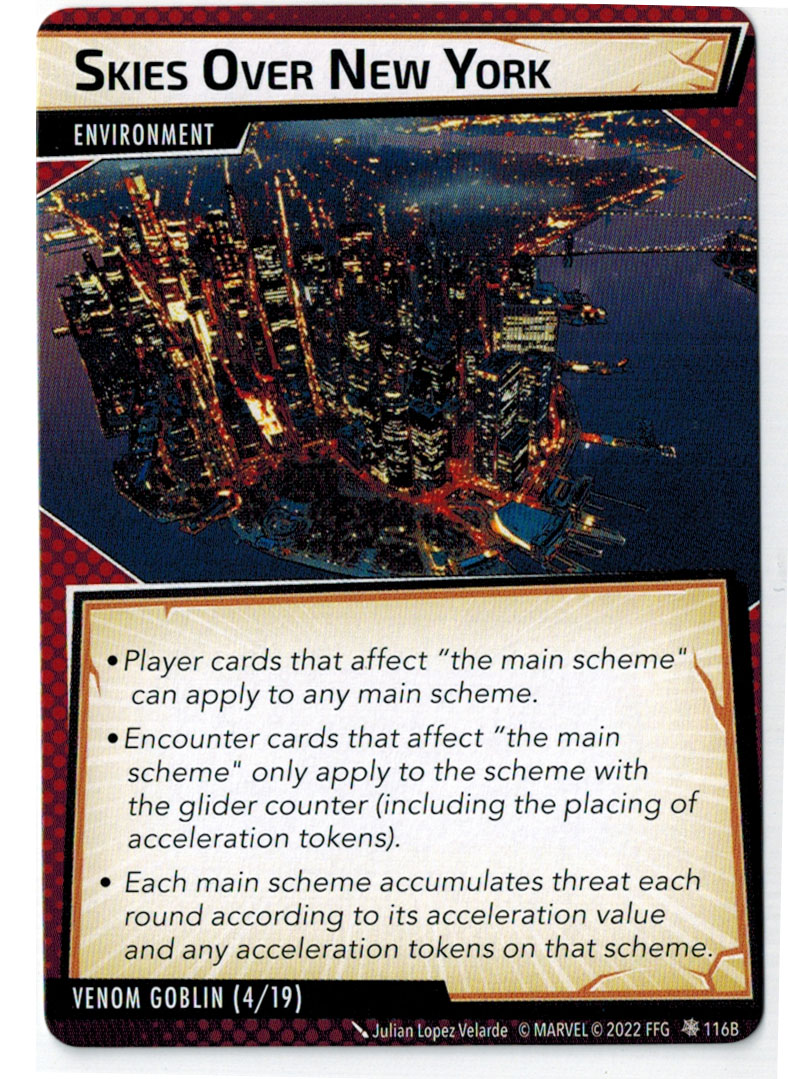 SKIES OVER NEW YORK
ENVIRONMENT
• Player cards that affect “the main scheme"
can apply to any main scheme.
• Encounter cards that affect “the main
scheme" only apply to the scheme with
the glider counter (including the placing of
acceleration tokens).
• Each main scheme accumulates threat each
round according to its acceleration value
and any acceleration tokens on that scheme.
VENOM GOBLIN (4/19)
Julian Lopez Velarde © MARVEL © 2022 FFG 116B